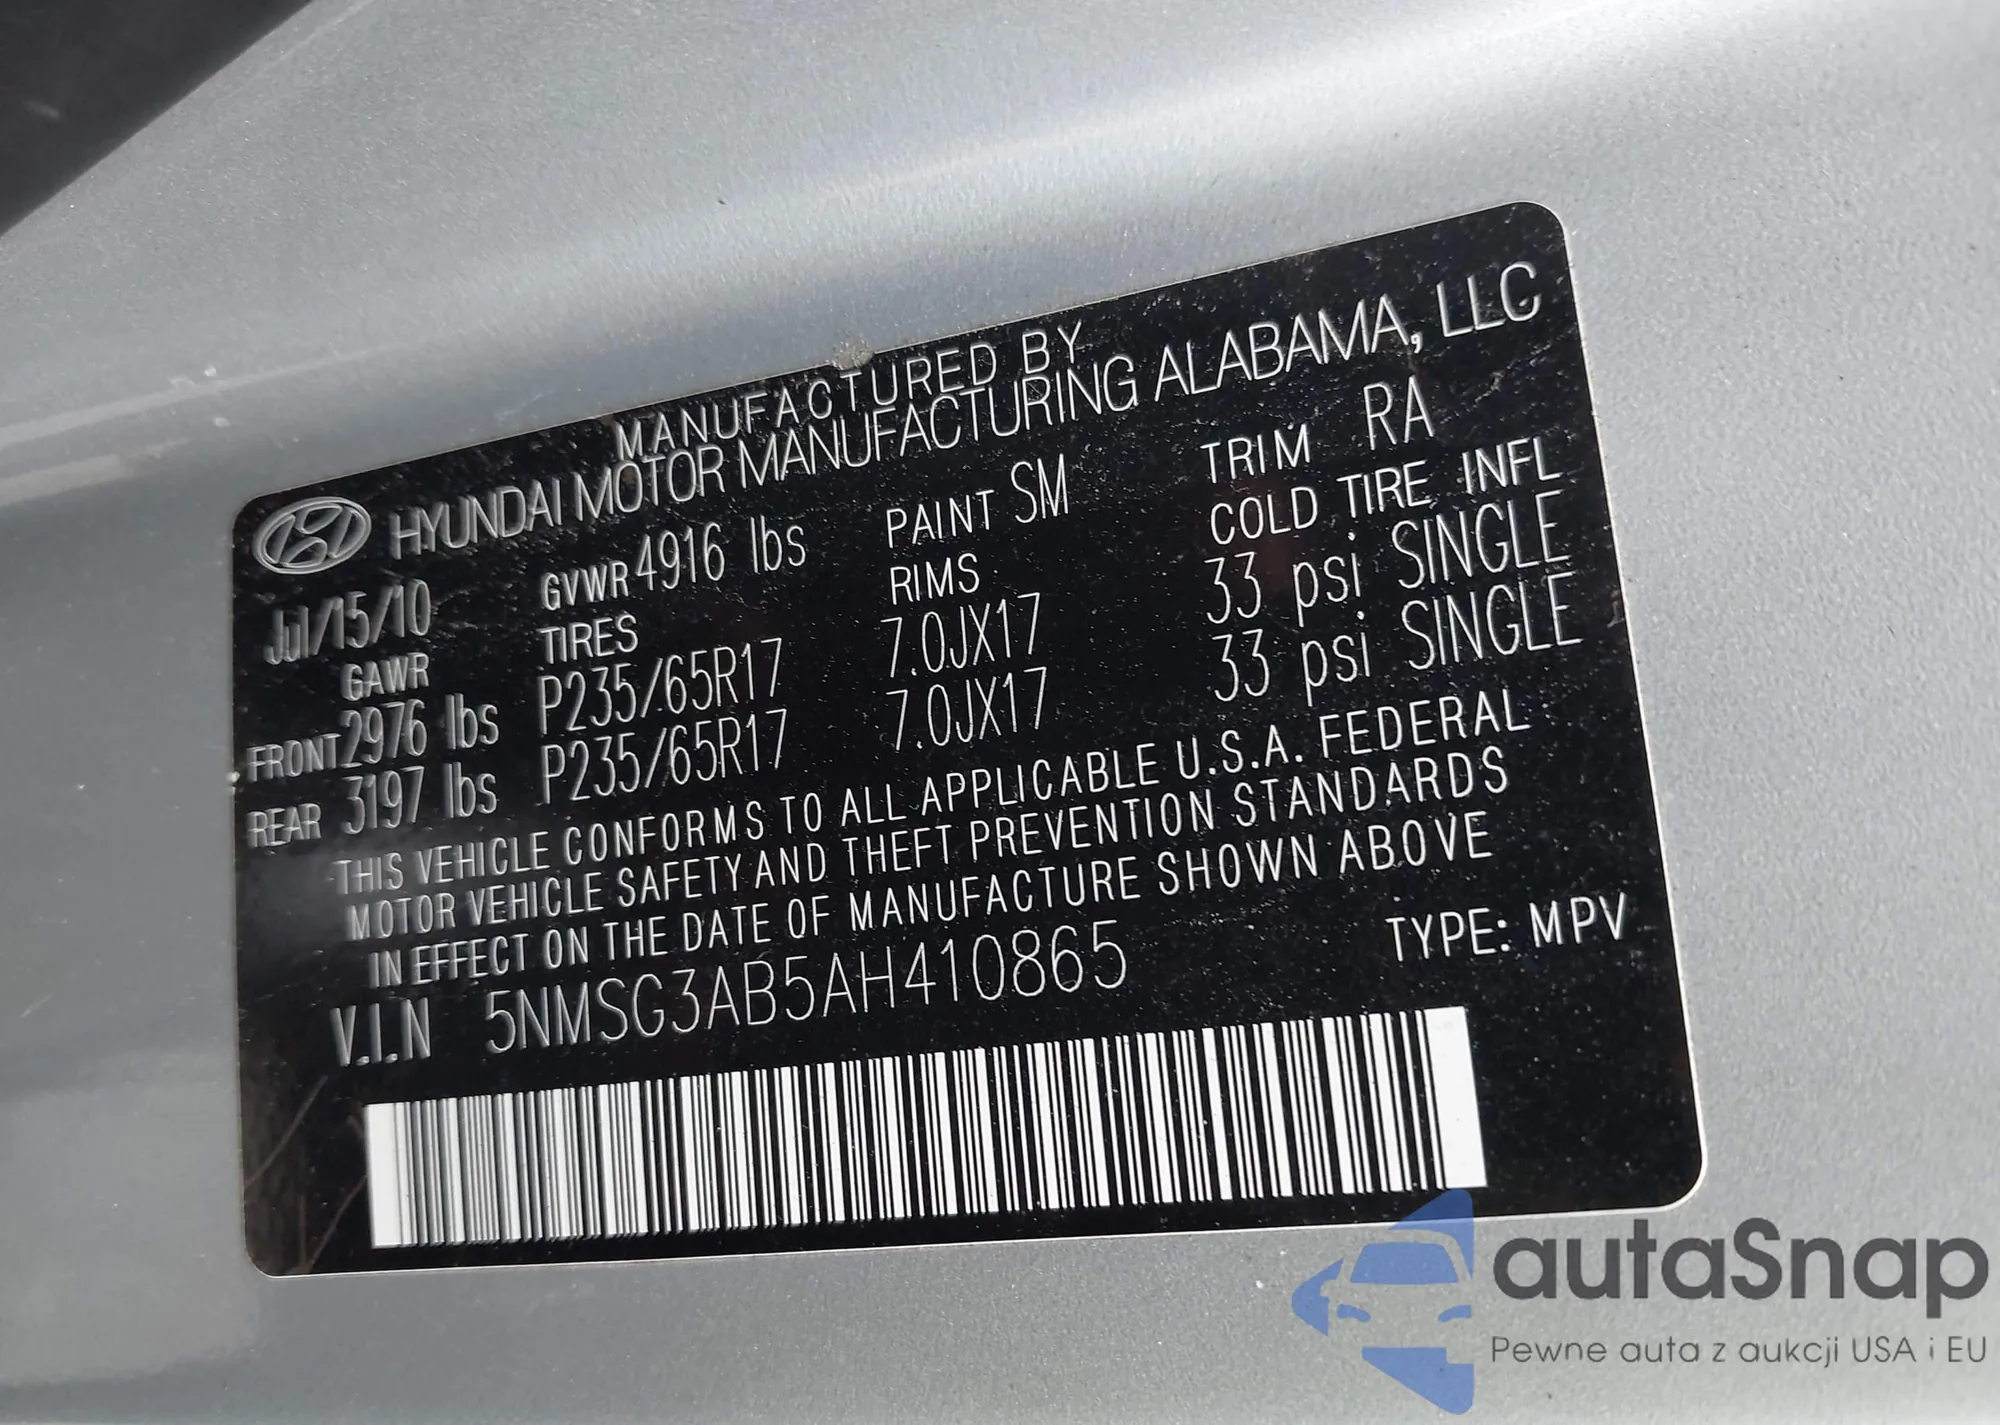 MANUFACTURED BY
HYUNDAI MOTOR MANUFACTURING ALABAMA, LLC
Jul/15/10 GVWR 4916 lbs PAINT SM TRIM RA
GAWR TIRES RIMS COLD TIRE INFL
FRONT 2976 lbs P235/65R17 7.0JX17 33 psi SINGLE
REAR 3197 lbs P235/65R17 7.0JX17 33 psi SINGLE
THIS VEHICLE CONFORMS TO ALL APPLICABLE U.S.A. FEDERAL
MOTOR VEHICLE SAFETY AND THEFT PREVENTION STANDARDS
IN EFFECT ON THE DATE OF MANUFACTURE SHOWN ABOVE
V.I.N 5NMSG3AB5AH410865 TYPE: MPV
autaSnap
Pewne auta z aukcji USA i EU